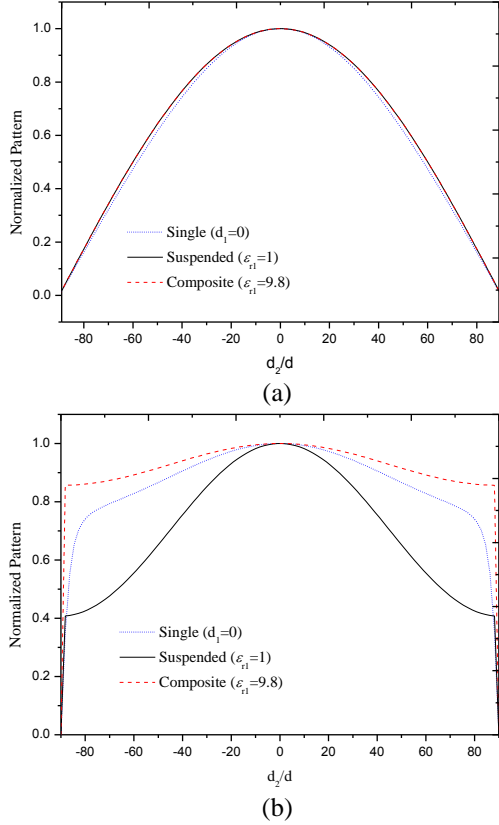 1.0
0.8
0.6
0.4
0.2
0.0
Normalized Pattern
Single (d₁=0)
Suspended (εᵣ₁=1)
Composite (εᵣ₁=9.8)
-80 -60 -40 -20 0 20 40 60 80
d₂/d
(a)
1.0
0.8
0.6
0.4
0.2
0.0
Normalized Pattern
Single (d₁=0)
Suspended (εᵣ₁=1)
Composite (εᵣ₁=9.8)
-80 -60 -40 -20 0 20 40 60 80
d₂/d
(b)